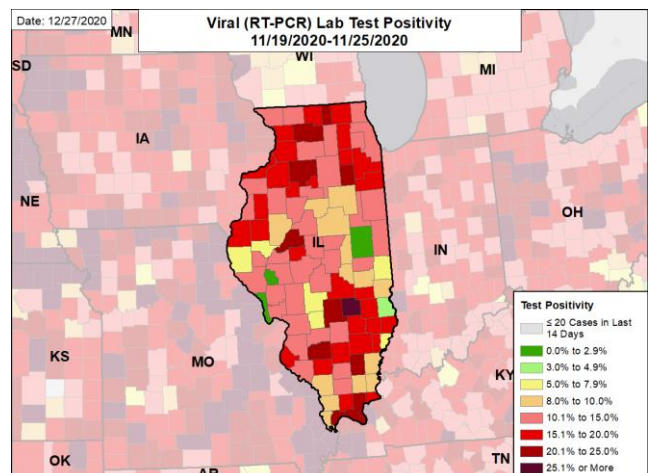 Date: 12/27/2020
Viral (RT-PCR) Lab Test Positivity
11/19/2020-11/25/2020
MN
WI
SD
MI
IA
NE
OH
IL
IN
Test Positivity
≤ 20 Cases in Last
14 Days
0.0% to 2.9%
3.0% to 4.9%
5.0% to 7.9%
8.0% to 10.0%
10.1% to 15.0%
15.1% to 20.0%
20.1% to 25.0%
25.1% or More
KS
MO
KY
OK
AR
TN